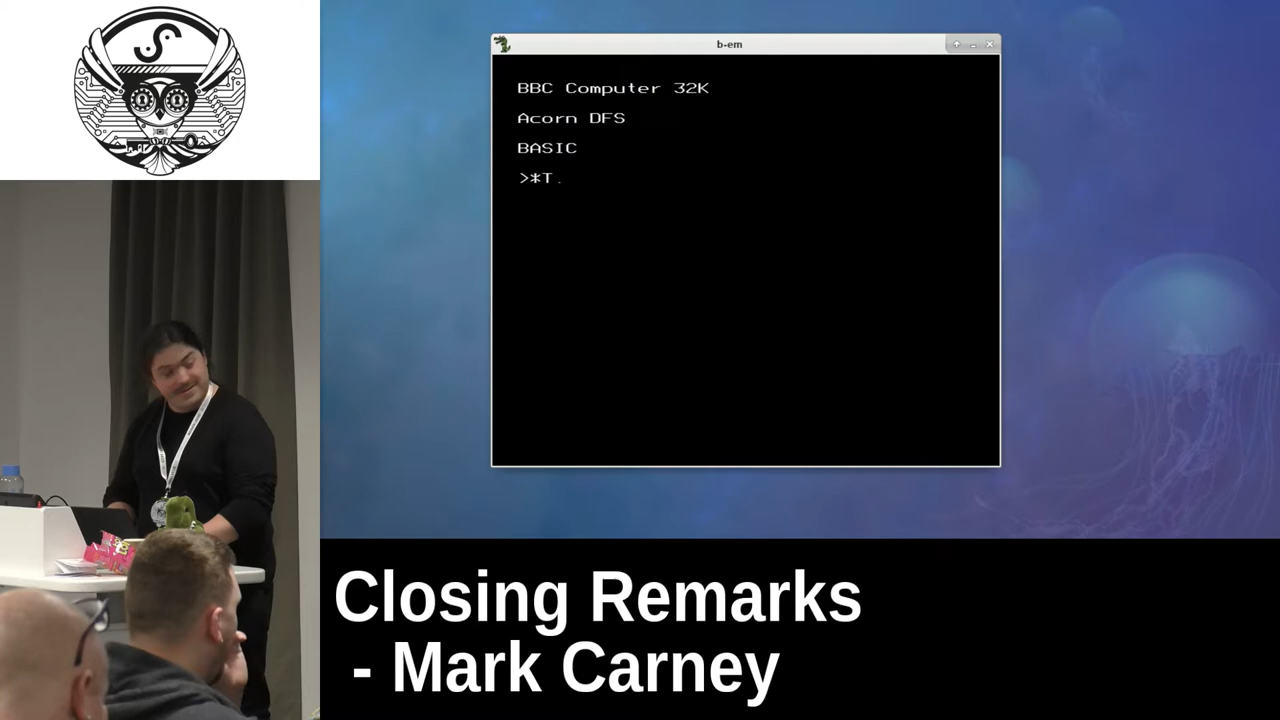 b-em
BBC Computer 32K
Acorn DFS
BASIC
>*T.
Closing Remarks
- Mark Carney